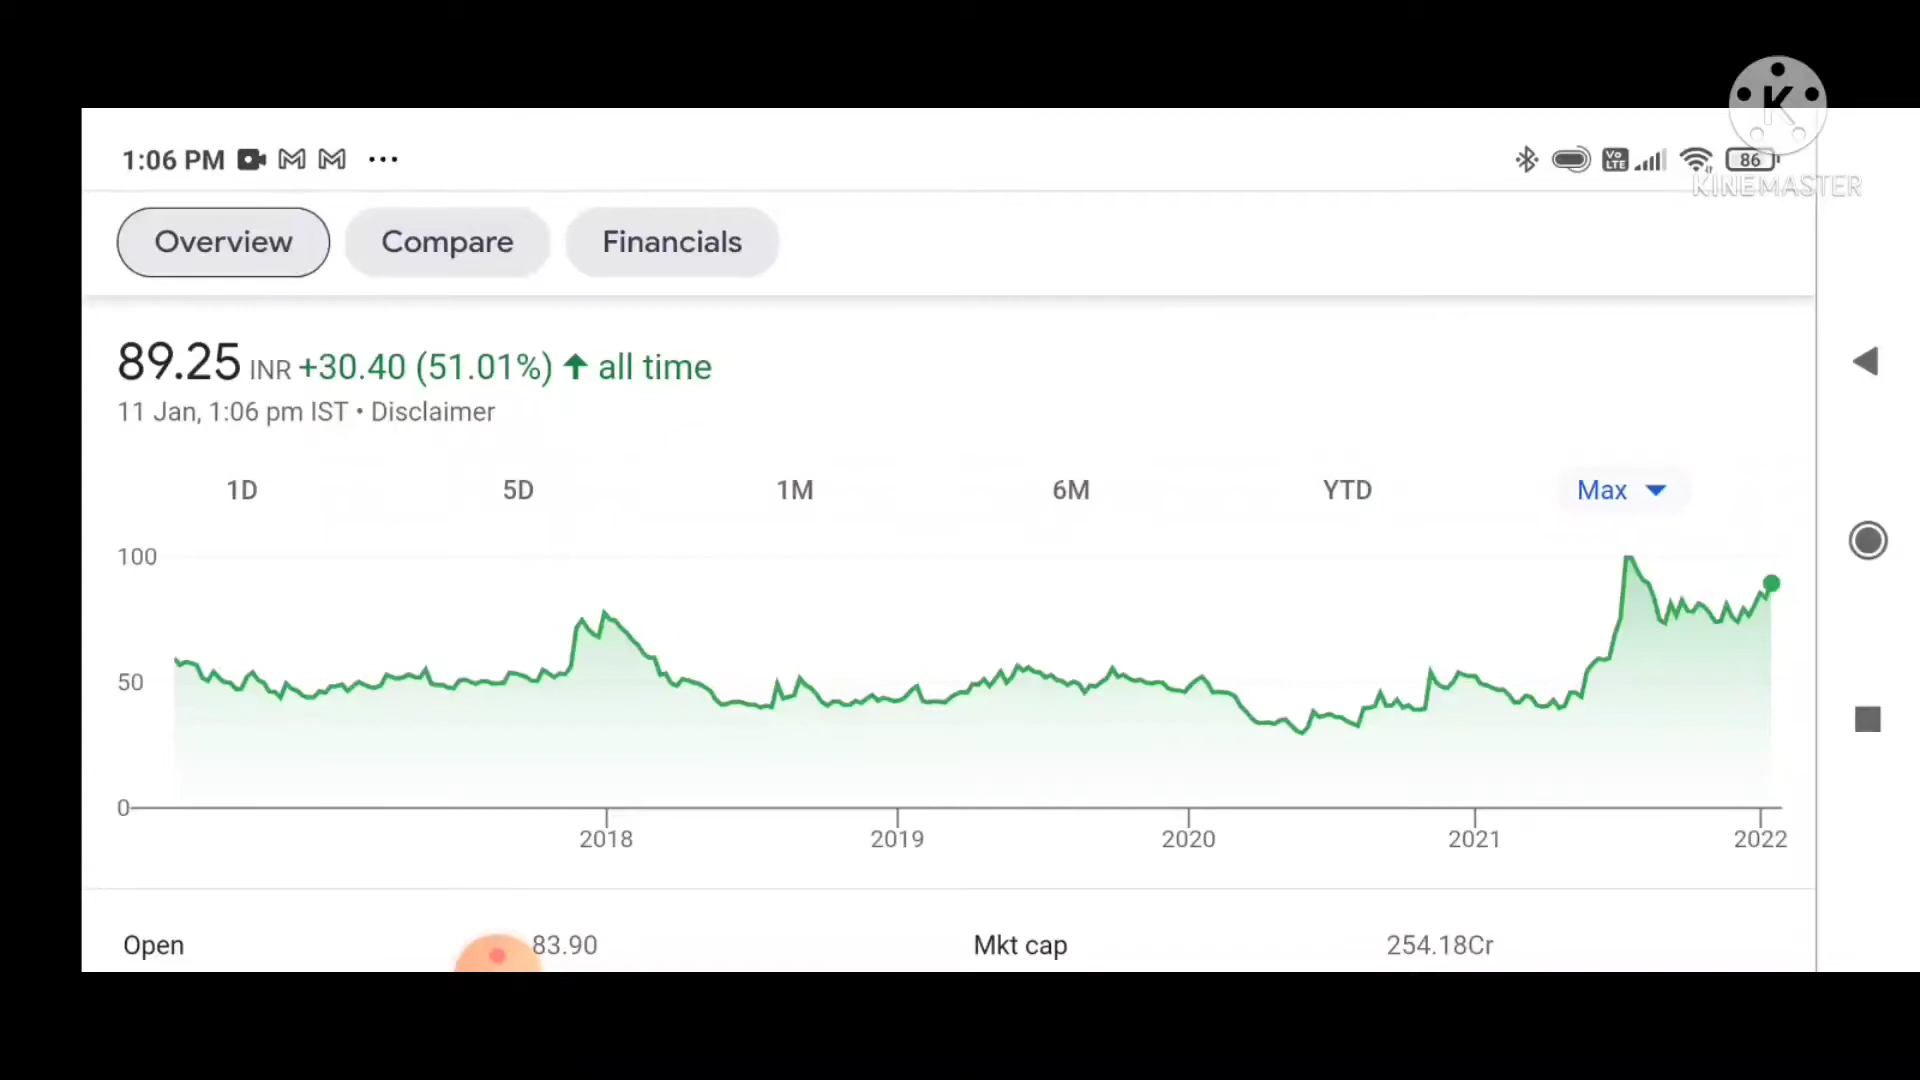 1:06 PM
Vo LTE
86
K
KINEMASTER
Overview
Compare
Financials
89.25 INR +30.40 (51.01%) all time
11 Jan, 1:06 pm IST • Disclaimer
1D
5D
1M
6M
YTD
Max
100
50
0
2018
2019
2020
2021
2022
Open
83.90
Mkt cap
254.18Cr